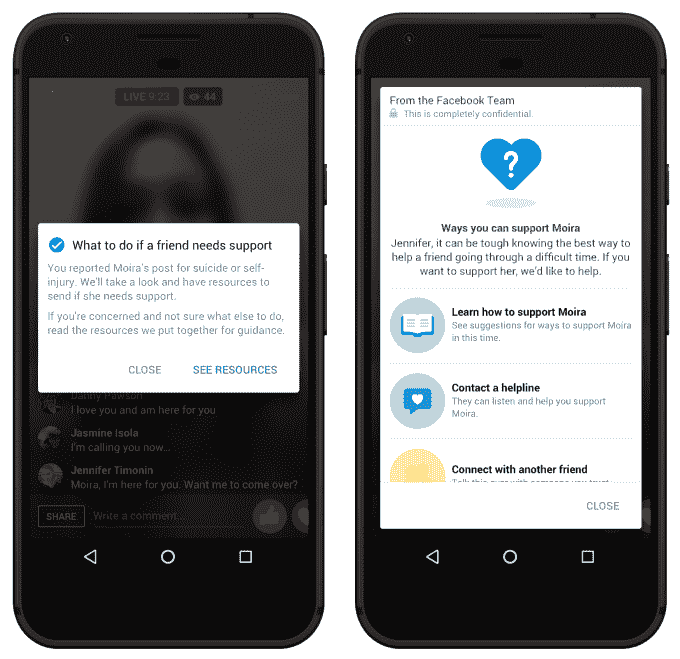 LIVE 9:23 44
What to do if a friend needs support
You reported Moira's post for suicide or self-
injury. We'll take a look and have resources to
send if she needs support.
If you're concerned and not sure what else to do,
read the resources we put together for guidance.
CLOSE SEE RESOURCES
Danny Pawson
I love you and am here for you
Jasmine Isola
I'm calling you now...
Jennifer Timonin
Moira, I'm here for you. Want me to come over?
SHARE Write a comment...
From the Facebook Team
This is completely confidential.
?
Ways you can support Moira
Jennifer, it can be tough knowing the best way to
help a friend going through a difficult time. If you
want to support her, we'd like to help.
Learn how to support Moira
See suggestions for ways to support Moira
in this time.
Contact a helpline
They can listen and help you support
Moira.
Connect with another friend
CLOSE